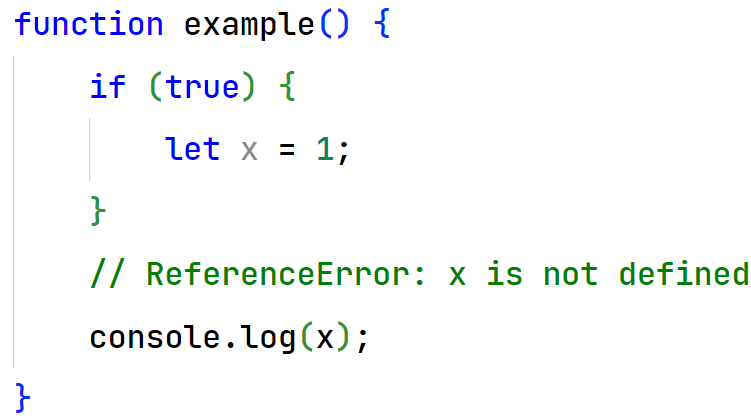 function example() {
    if (true) {
        let x = 1;
    }
    // ReferenceError: x is not defined
    console.log(x);
}